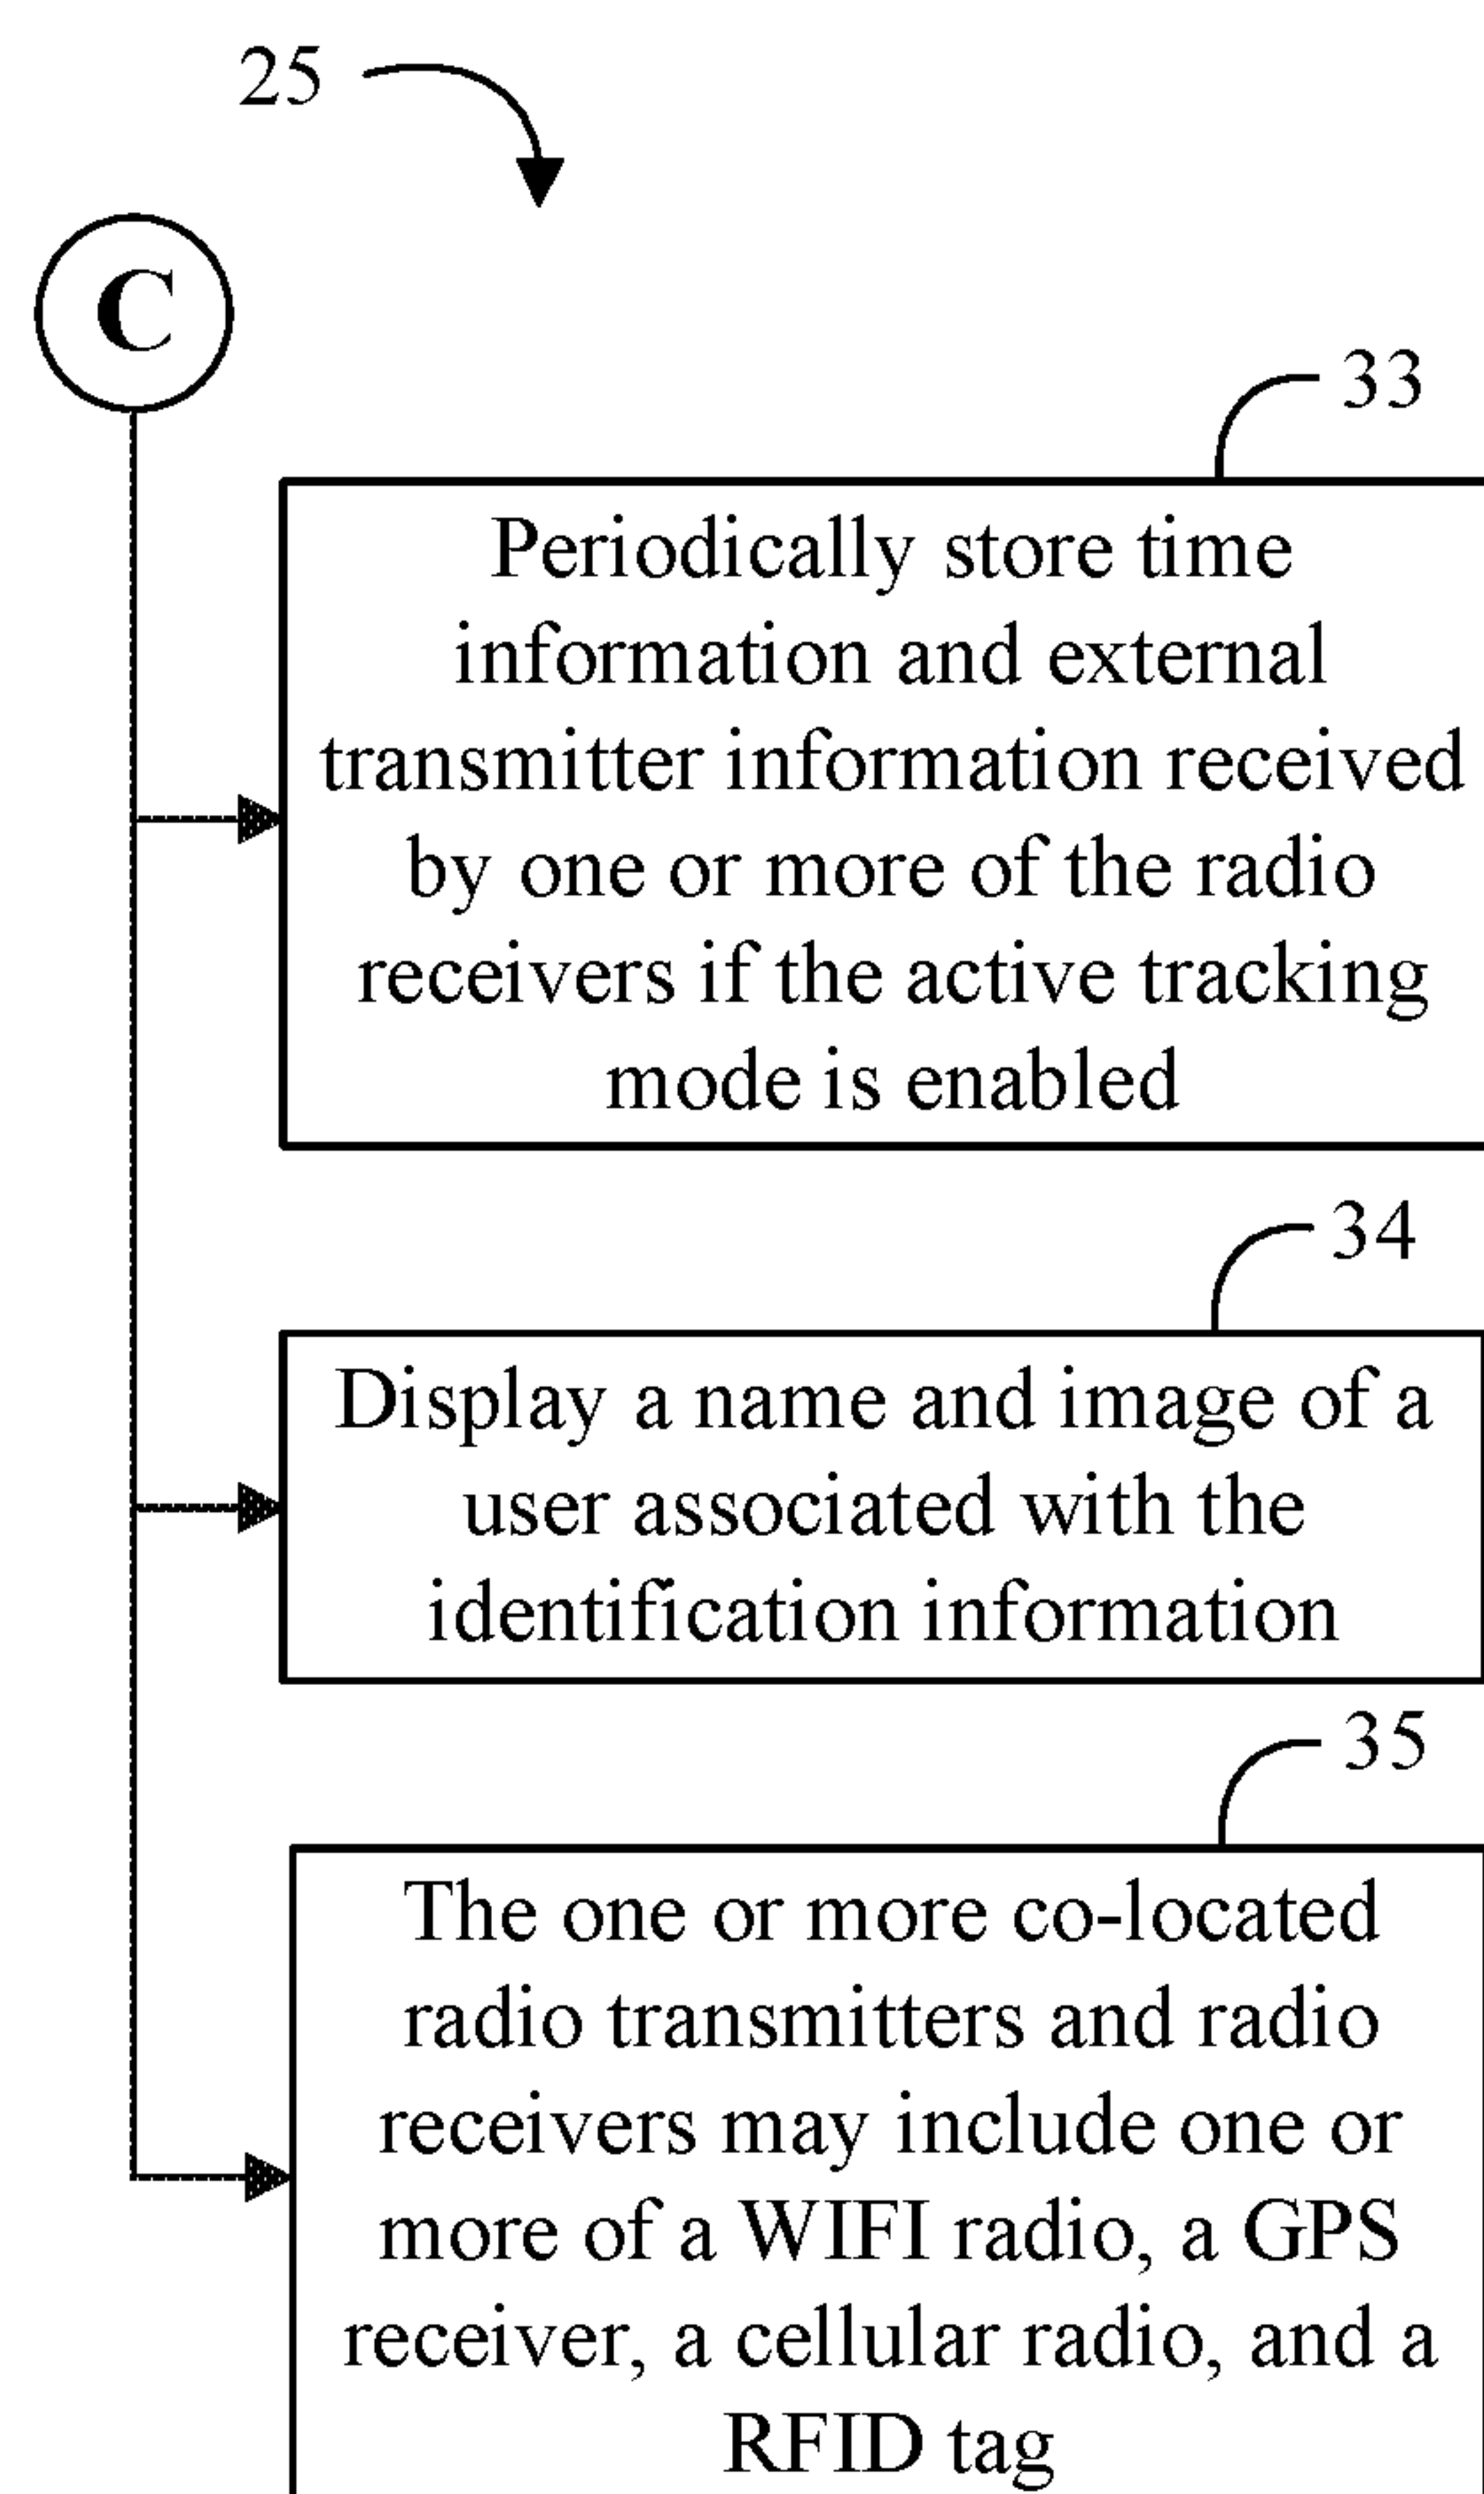 25
C
33
Periodically store time
information and external
transmitter information received
by one or more of the radio
receivers if the active tracking
mode is enabled
34
Display a name and image of a
user associated with the
identification information
35
The one or more co-located
radio transmitters and radio
receivers may include one or
more of a WIFI radio, a GPS
receiver, a cellular radio, and a
RFID tag